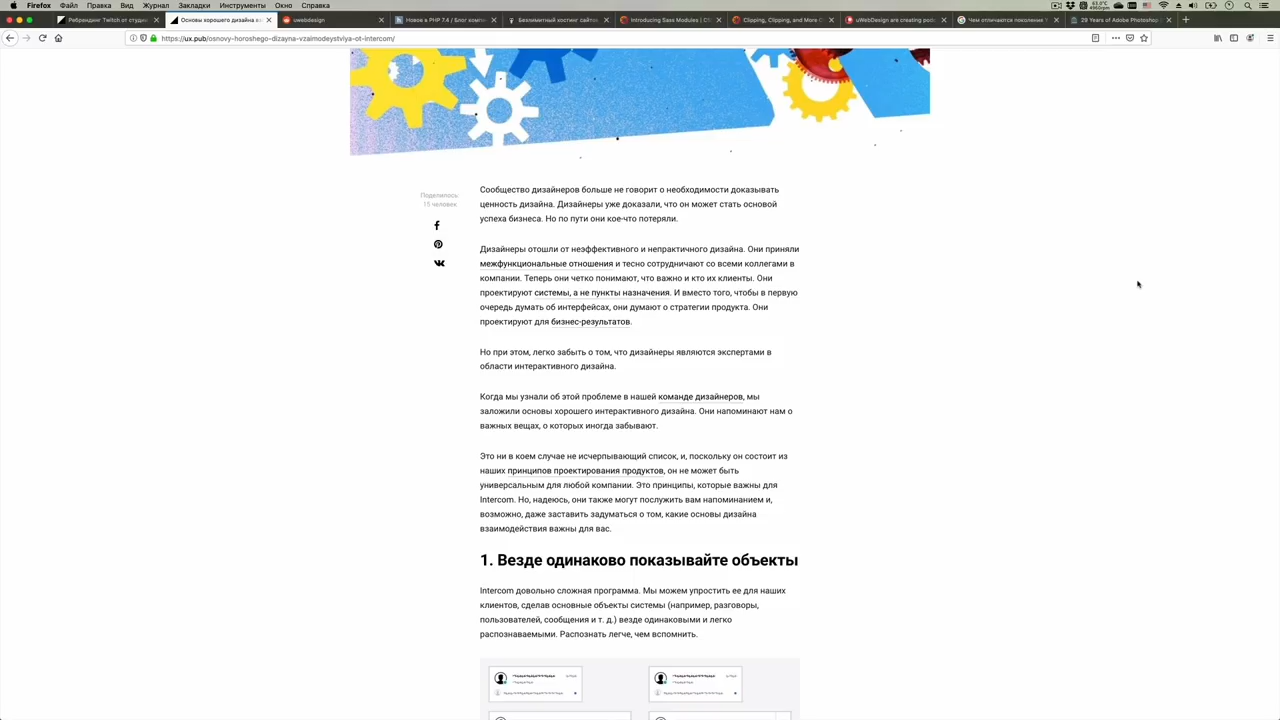 Firefox Файл Правка Вид Журнал Закладки Инструменты Окно Справка
Ребрендинг Twitch от студии
Основы хорошего дизайна вз
uwebdesign
Новое в PHP 7.4 / Блог комп
Безлимитный хостинг сайтов
Introducing Sass Modules | CS
Clipping, Clipping, and More C
uWebDesign are creating pod
Чем отличаются поколение
29 Years of Adobe Photoshop
https://ux.pub/osnovy-horoshego-dizayna-vzaimodeystviya-ot-intercom/
Поделилось:
15 человек
Сообщество дизайнеров больше не говорит о необходимости доказывать
ценность дизайна. Дизайнеры уже доказали, что он может стать основой
успеха бизнеса. Но по пути они кое-что потеряли.
Дизайнеры отошли от неэффективного и непрактичного дизайна. Они приняли
межфункциональные отношения и тесно сотрудничают со всеми коллегами в
компании. Теперь они четко понимают, что важно и кто их клиенты. Они
проектируют системы, а не пункты назначения. И вместо того, чтобы в первую
очередь думать об интерфейсах, они думают о стратегии продукта. Они
проектируют для бизнес-результатов.
Но при этом, легко забыть о том, что дизайнеры являются экспертами в
области интерактивного дизайна.
Когда мы узнали об этой проблеме в нашей команде дизайнеров, мы
заложили основы хорошего интерактивного дизайна. Они напоминают нам о
важных вещах, о которых иногда забывают.
Это ни в коем случае не исчерпывающий список, и, поскольку он состоит из
наших принципов проектирования продуктов, он не может быть
универсальным для любой компании. Это принципы, которые важны для
Intercom. Но, надеюсь, они также могут послужить вам напоминанием и,
возможно, даже заставить задуматься о том, какие основы дизайна
взаимодействия важны для вас.
1. Везде одинаково показывайте объекты
Intercom довольно сложная программа. Мы можем упростить ее для наших
клиентов, сделав основные объекты системы (например, разговоры,
пользователей, сообщения и т. д.) везде одинаковыми и легко
распознаваемыми. Распознать легче, чем вспомнить.